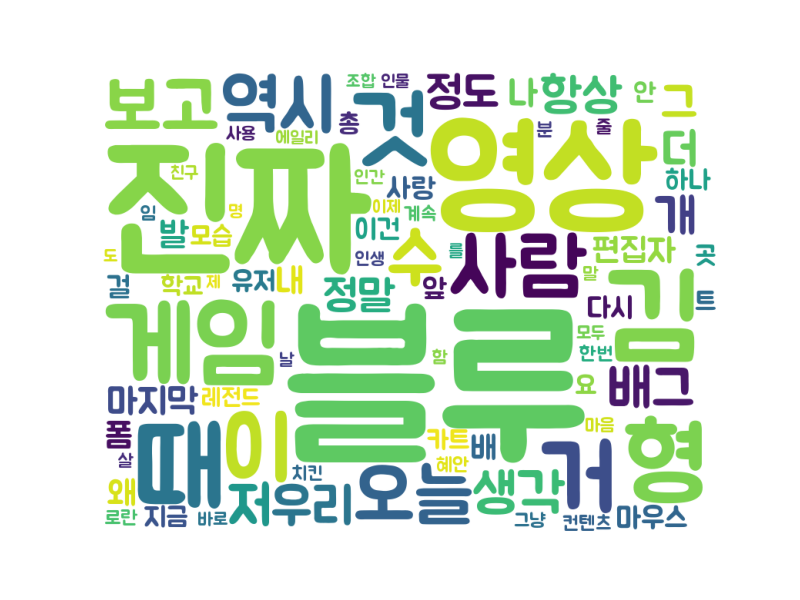 보고 역시 조합 인물 것 정도 나 항상 안 그
사용 에일리 총 분 줄 더
진짜 영상
친구 인간 사랑 하나
임 명 이제 계속 개
발 모습 이건 수 사람 편집자 곳
도 를 인생 말
걸 학교 제 유저 내 정말 앞 다시 김 트
게임 블루 모두
날 함 한번
마지막 레전드 요 배그
폼 때 이 카트 배 마음 형
살 치킨 혜안
왜 저 우리 오늘 생각 거
로란 지금 바로 그냥 컨텐츠 마우스